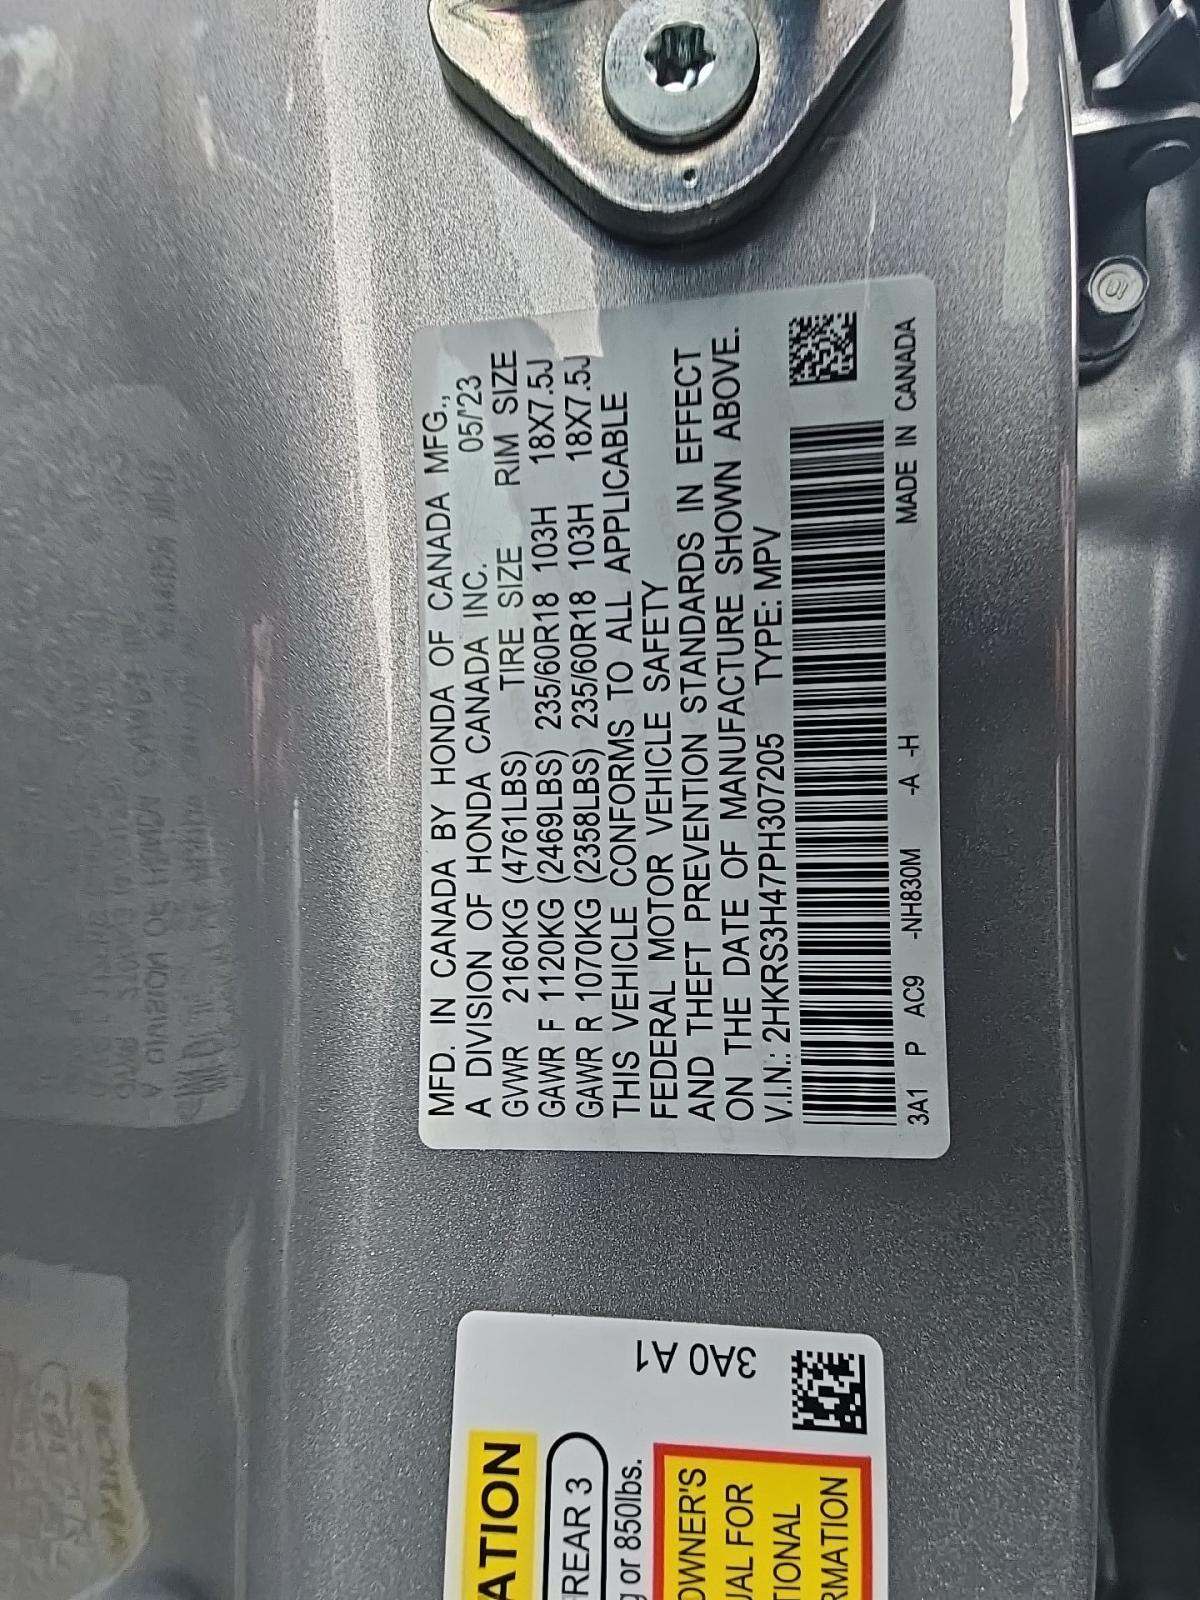 MFD. IN CANADA BY HONDA OF CANADA MFG.,
A DIVISION OF HONDA CANADA INC. 05/'23
GVWR 2160KG (4761LBS) TIRE SIZE RIM SIZE
GAWR F 1120KG (2469LBS) 235/60R18 103H 18X7.5J
GAWR R 1070KG (2358LBS) 235/60R18 103H 18X7.5J
THIS VEHICLE CONFORMS TO ALL APPLICABLE
FEDERAL MOTOR VEHICLE SAFETY
AND THEFT PREVENTION STANDARDS IN EFFECT
ON THE DATE OF MANUFACTURE SHOWN ABOVE.
V.I.N.: 2HKRS3H47PH307205 TYPE: MPV
3A1 P AC9 -NH830M -A -H MADE IN CANADA
3A0 A1
ATION
REAR 3
g or 850lbs.
OWNER'S
UAL FOR
TIONAL
RMATION